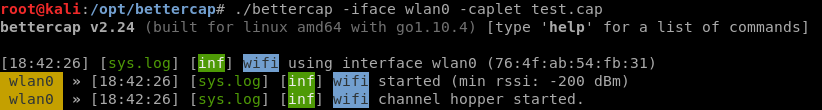 root@kali:/opt/bettercap# ./bettercap -iface wlan0 -caplet test.cap
bettercap v2.24 (built for linux amd64 with go1.10.4) [type 'help' for a list of commands]
[18:42:26] [sys.log] [inf] wifi using interface wlan0 (76:4f:ab:54:fb:31)
wlan0 » [18:42:26] [sys.log] [inf] wifi started (min rssi: -200 dBm)
wlan0 » [18:42:26] [sys.log] [inf] wifi channel hopper started.